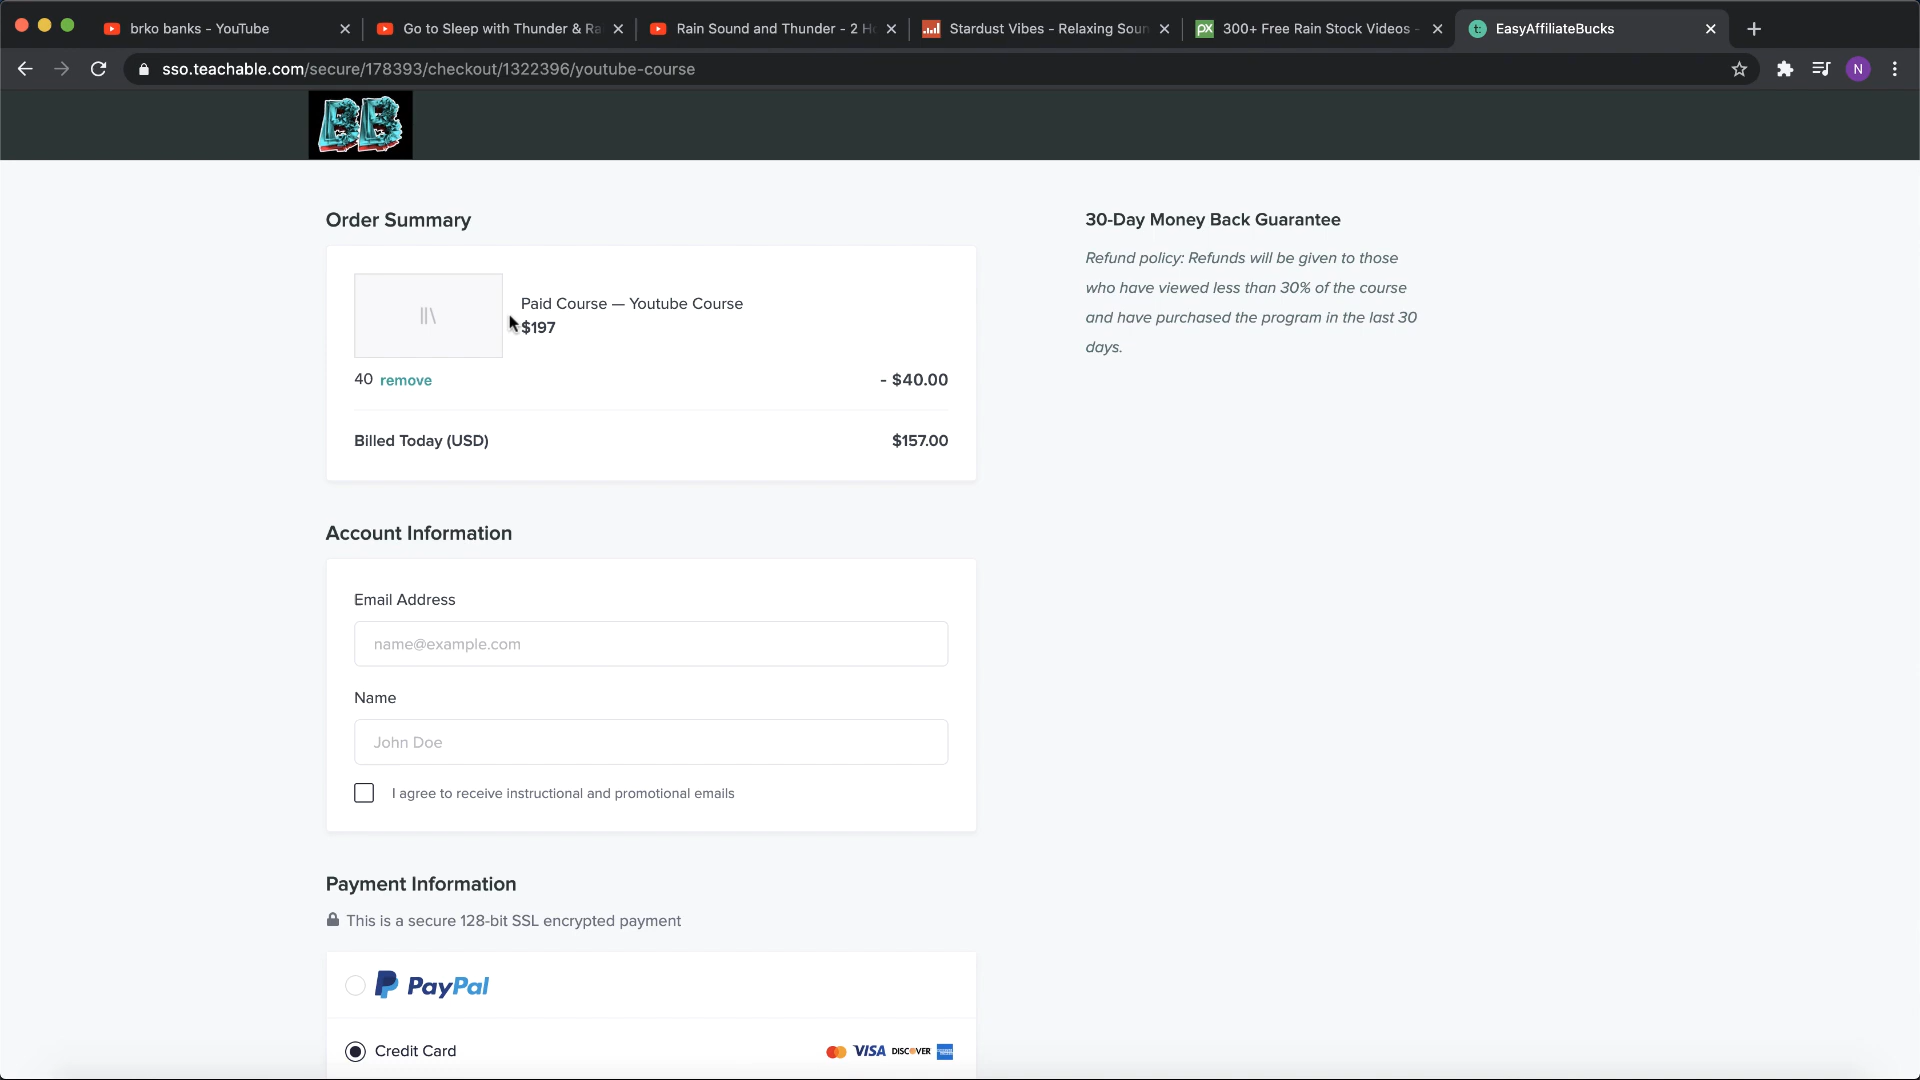 brko banks - YouTube
Go to Sleep with Thunder & Ra
Rain Sound and Thunder - 2 H
Stardust Vibes - Relaxing Soun
300+ Free Rain Stock Videos -
EasyAffiliateBucks
sso.teachable.com/secure/178393/checkout/1322396/youtube-course
N
BB
Order Summary
Paid Course — Youtube Course
$197
40 remove - $40.00
Billed Today (USD) $157.00
30-Day Money Back Guarantee
Refund policy: Refunds will be given to those
who have viewed less than 30% of the course
and have purchased the program in the last 30
days.
Account Information
Email Address
name@example.com
Name
John Doe
I agree to receive instructional and promotional emails
Payment Information
This is a secure 128-bit SSL encrypted payment
PayPal
Credit Card
VISA DISCOVER